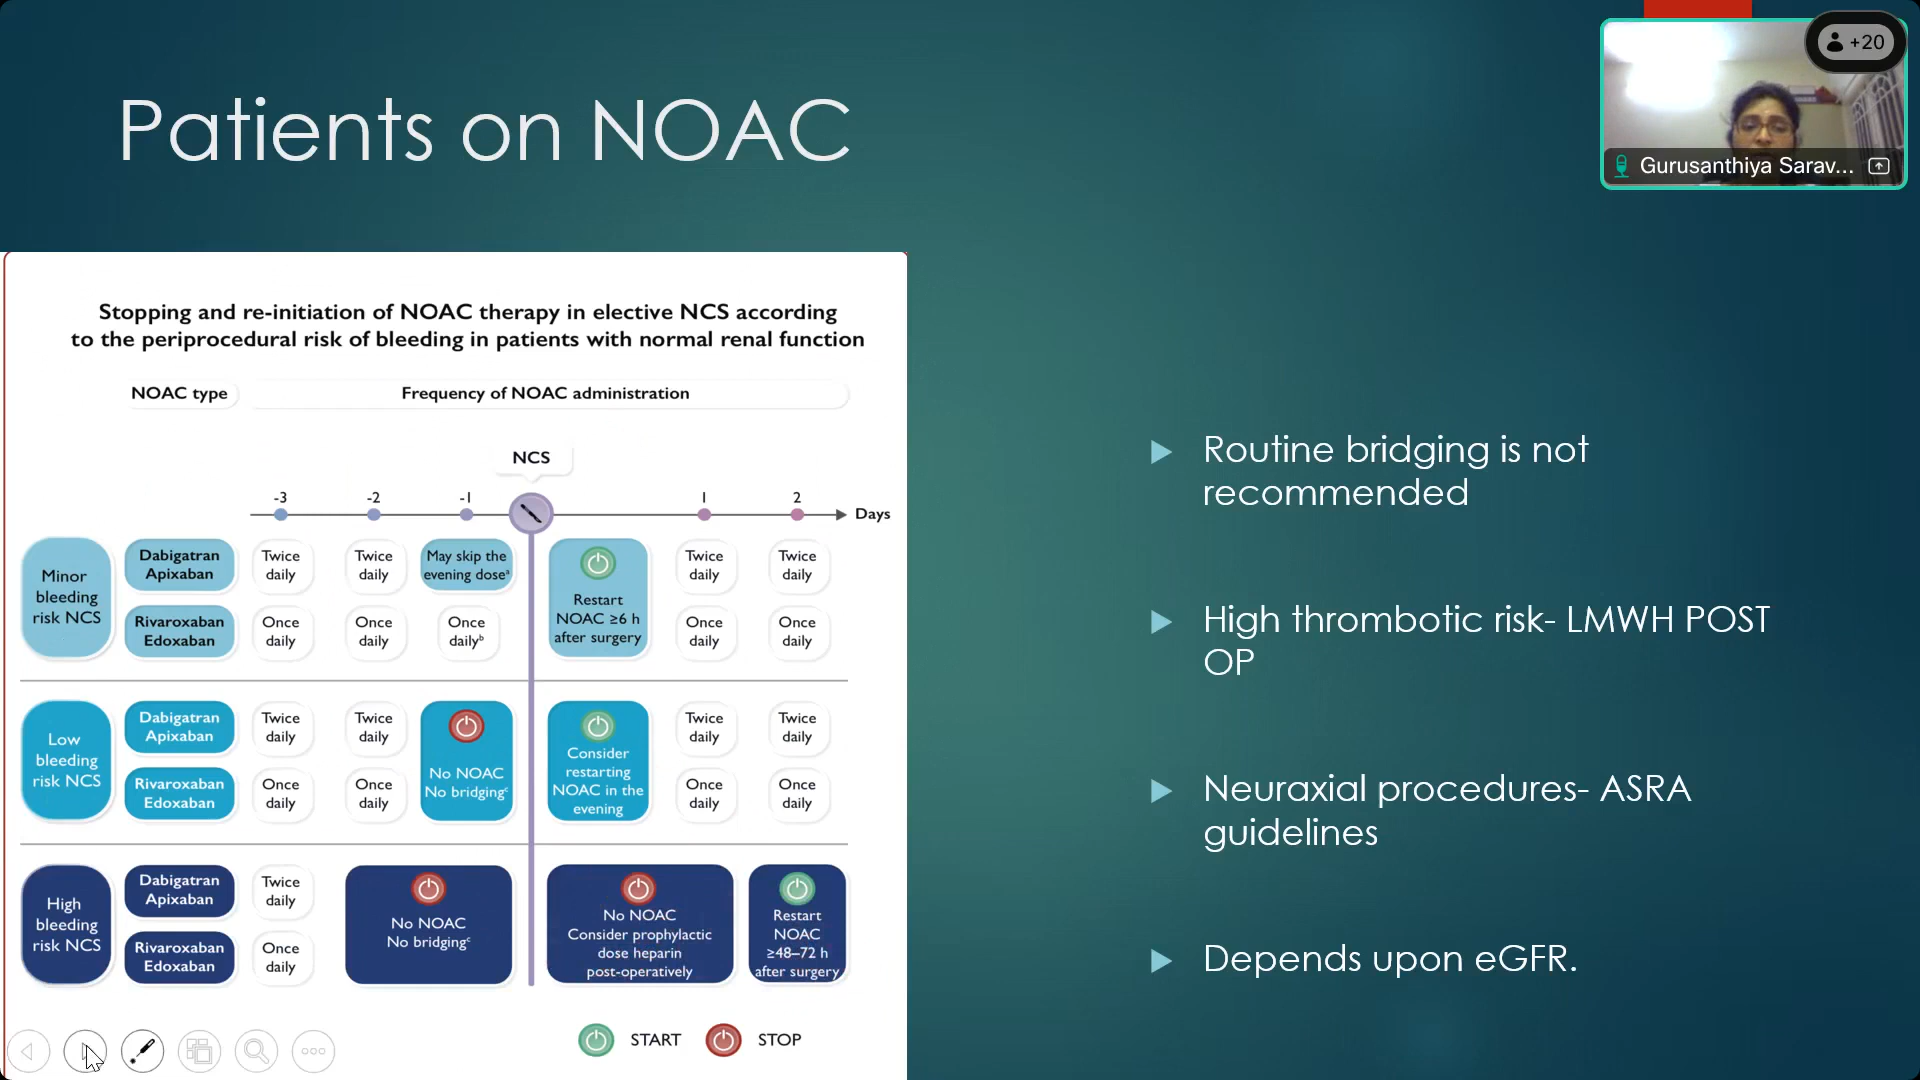 Patients on NOAC
+20
Gurusanthiya Sarav...
Stopping and re-initiation of NOAC therapy in elective NCS according
to the periprocedural risk of bleeding in patients with normal renal function
NOAC type
Frequency of NOAC administration
NCS
-3
-2
-1
1
2
Days
Minor
bleeding
risk NCS
Dabigatran
Apixaban
Twice
daily
Twice
daily
May skip the
evening doseᵃ
Restart
NOAC ≥6 h
after surgery
Twice
daily
Twice
daily
Rivaroxaban
Edoxaban
Once
daily
Once
daily
Once
dailyᵇ
Once
daily
Once
daily
Low
bleeding
risk NCS
Dabigatran
Apixaban
Twice
daily
Twice
daily
No NOAC
No bridgingᶜ
Consider
restarting
NOAC in the
evening
Twice
daily
Twice
daily
Rivaroxaban
Edoxaban
Once
daily
Once
daily
Once
daily
Once
daily
High
bleeding
risk NCS
Dabigatran
Apixaban
Twice
daily
No NOAC
No bridgingᶜ
No NOAC
Consider prophylactic
dose heparin
post-operatively
Restart
NOAC
≥48–72 h
after surgery
Rivaroxaban
Edoxaban
Once
daily
START
STOP
Routine bridging is not
recommended
High thrombotic risk- LMWH POST
OP
Neuraxial procedures- ASRA
guidelines
Depends upon eGFR.